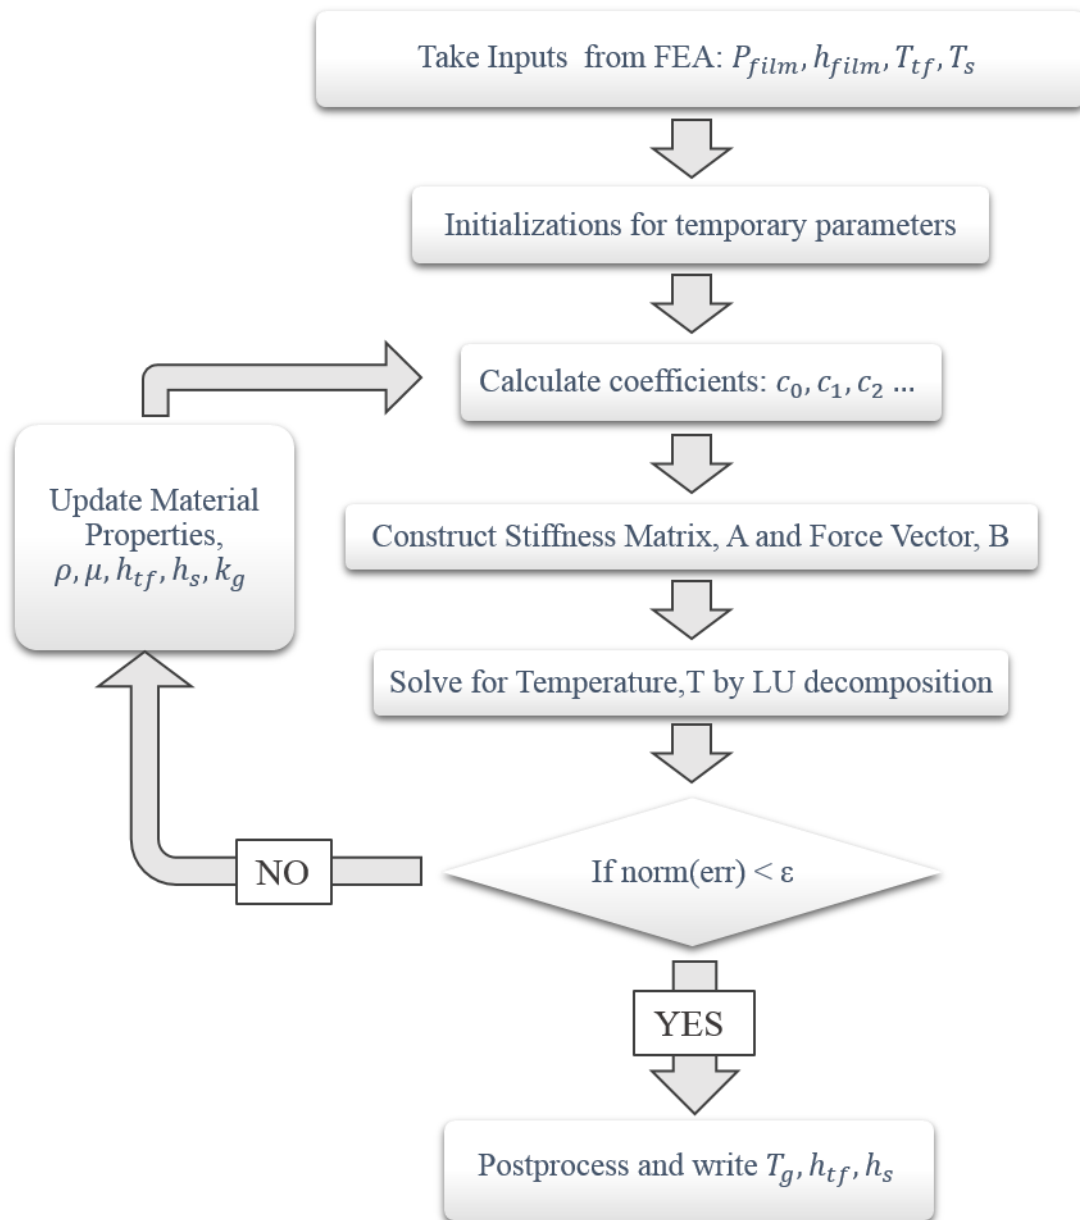 Take Inputs from FEA: P_film, h_film, T_tf, T_s
Initializations for temporary parameters
Calculate coefficients: c_0, c_1, c_2 ...
Update Material
Properties,
ρ, μ, h_tf, h_s, k_g
Construct Stiffness Matrix, A and Force Vector, B
Solve for Temperature,T by LU decomposition
If norm(err) < ε
NO
YES
Postprocess and write T_g, h_tf, h_s